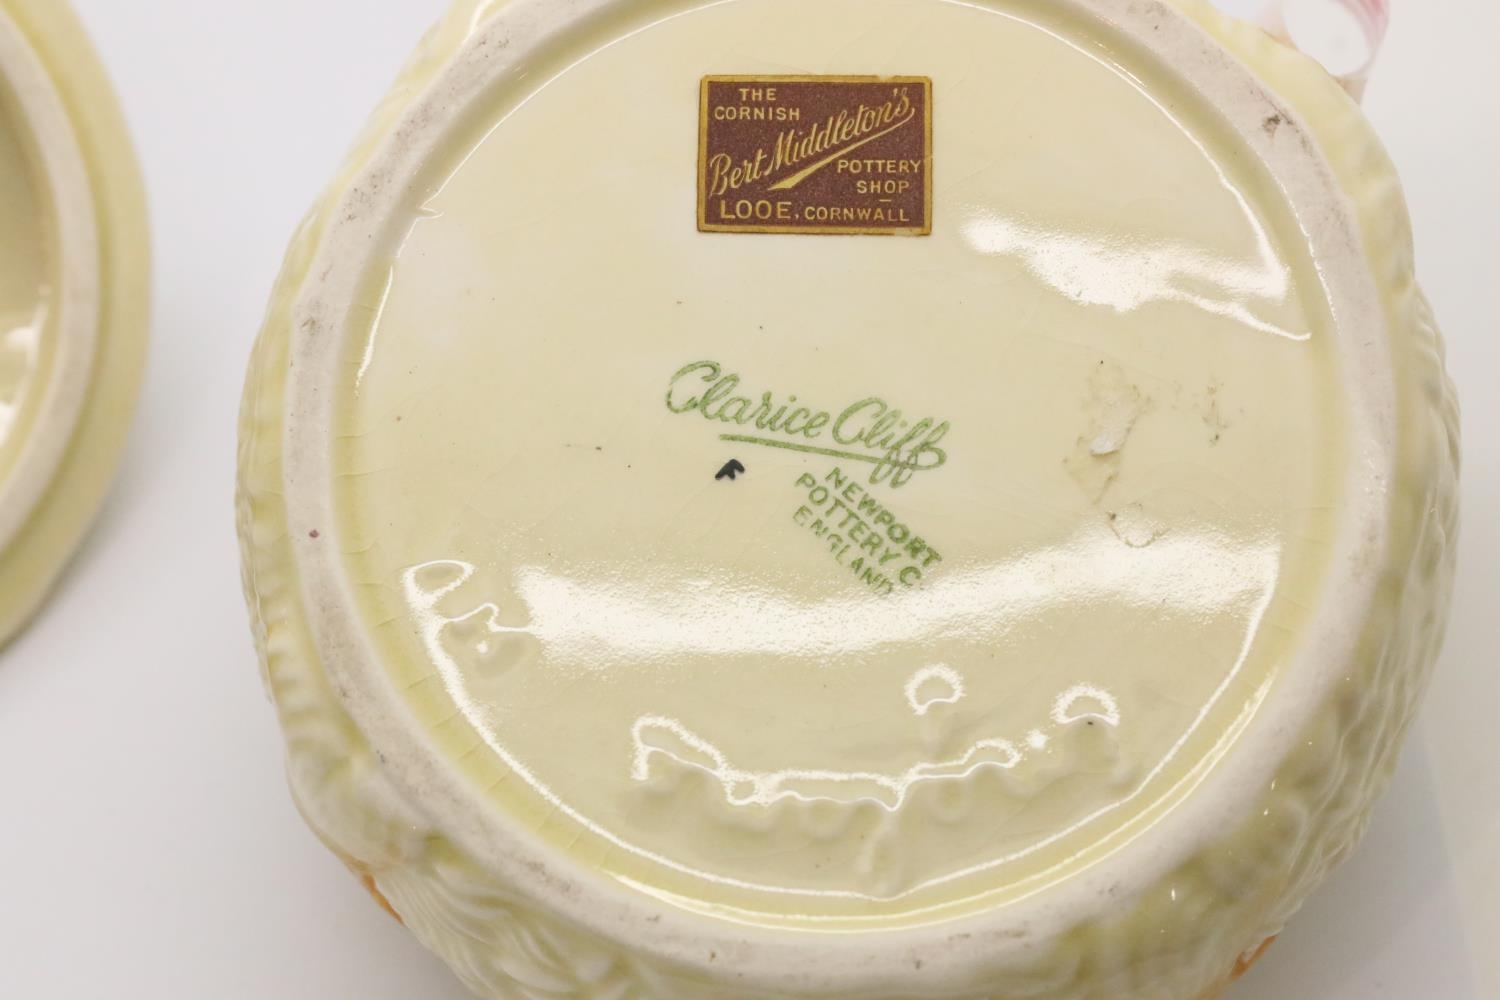 THE
CORNISH
Bert Middleton's
POTTERY
SHOP
LOOE, CORNWALL
Clarice Cliff
NEWPORT
POTTERY C
ENGLAND